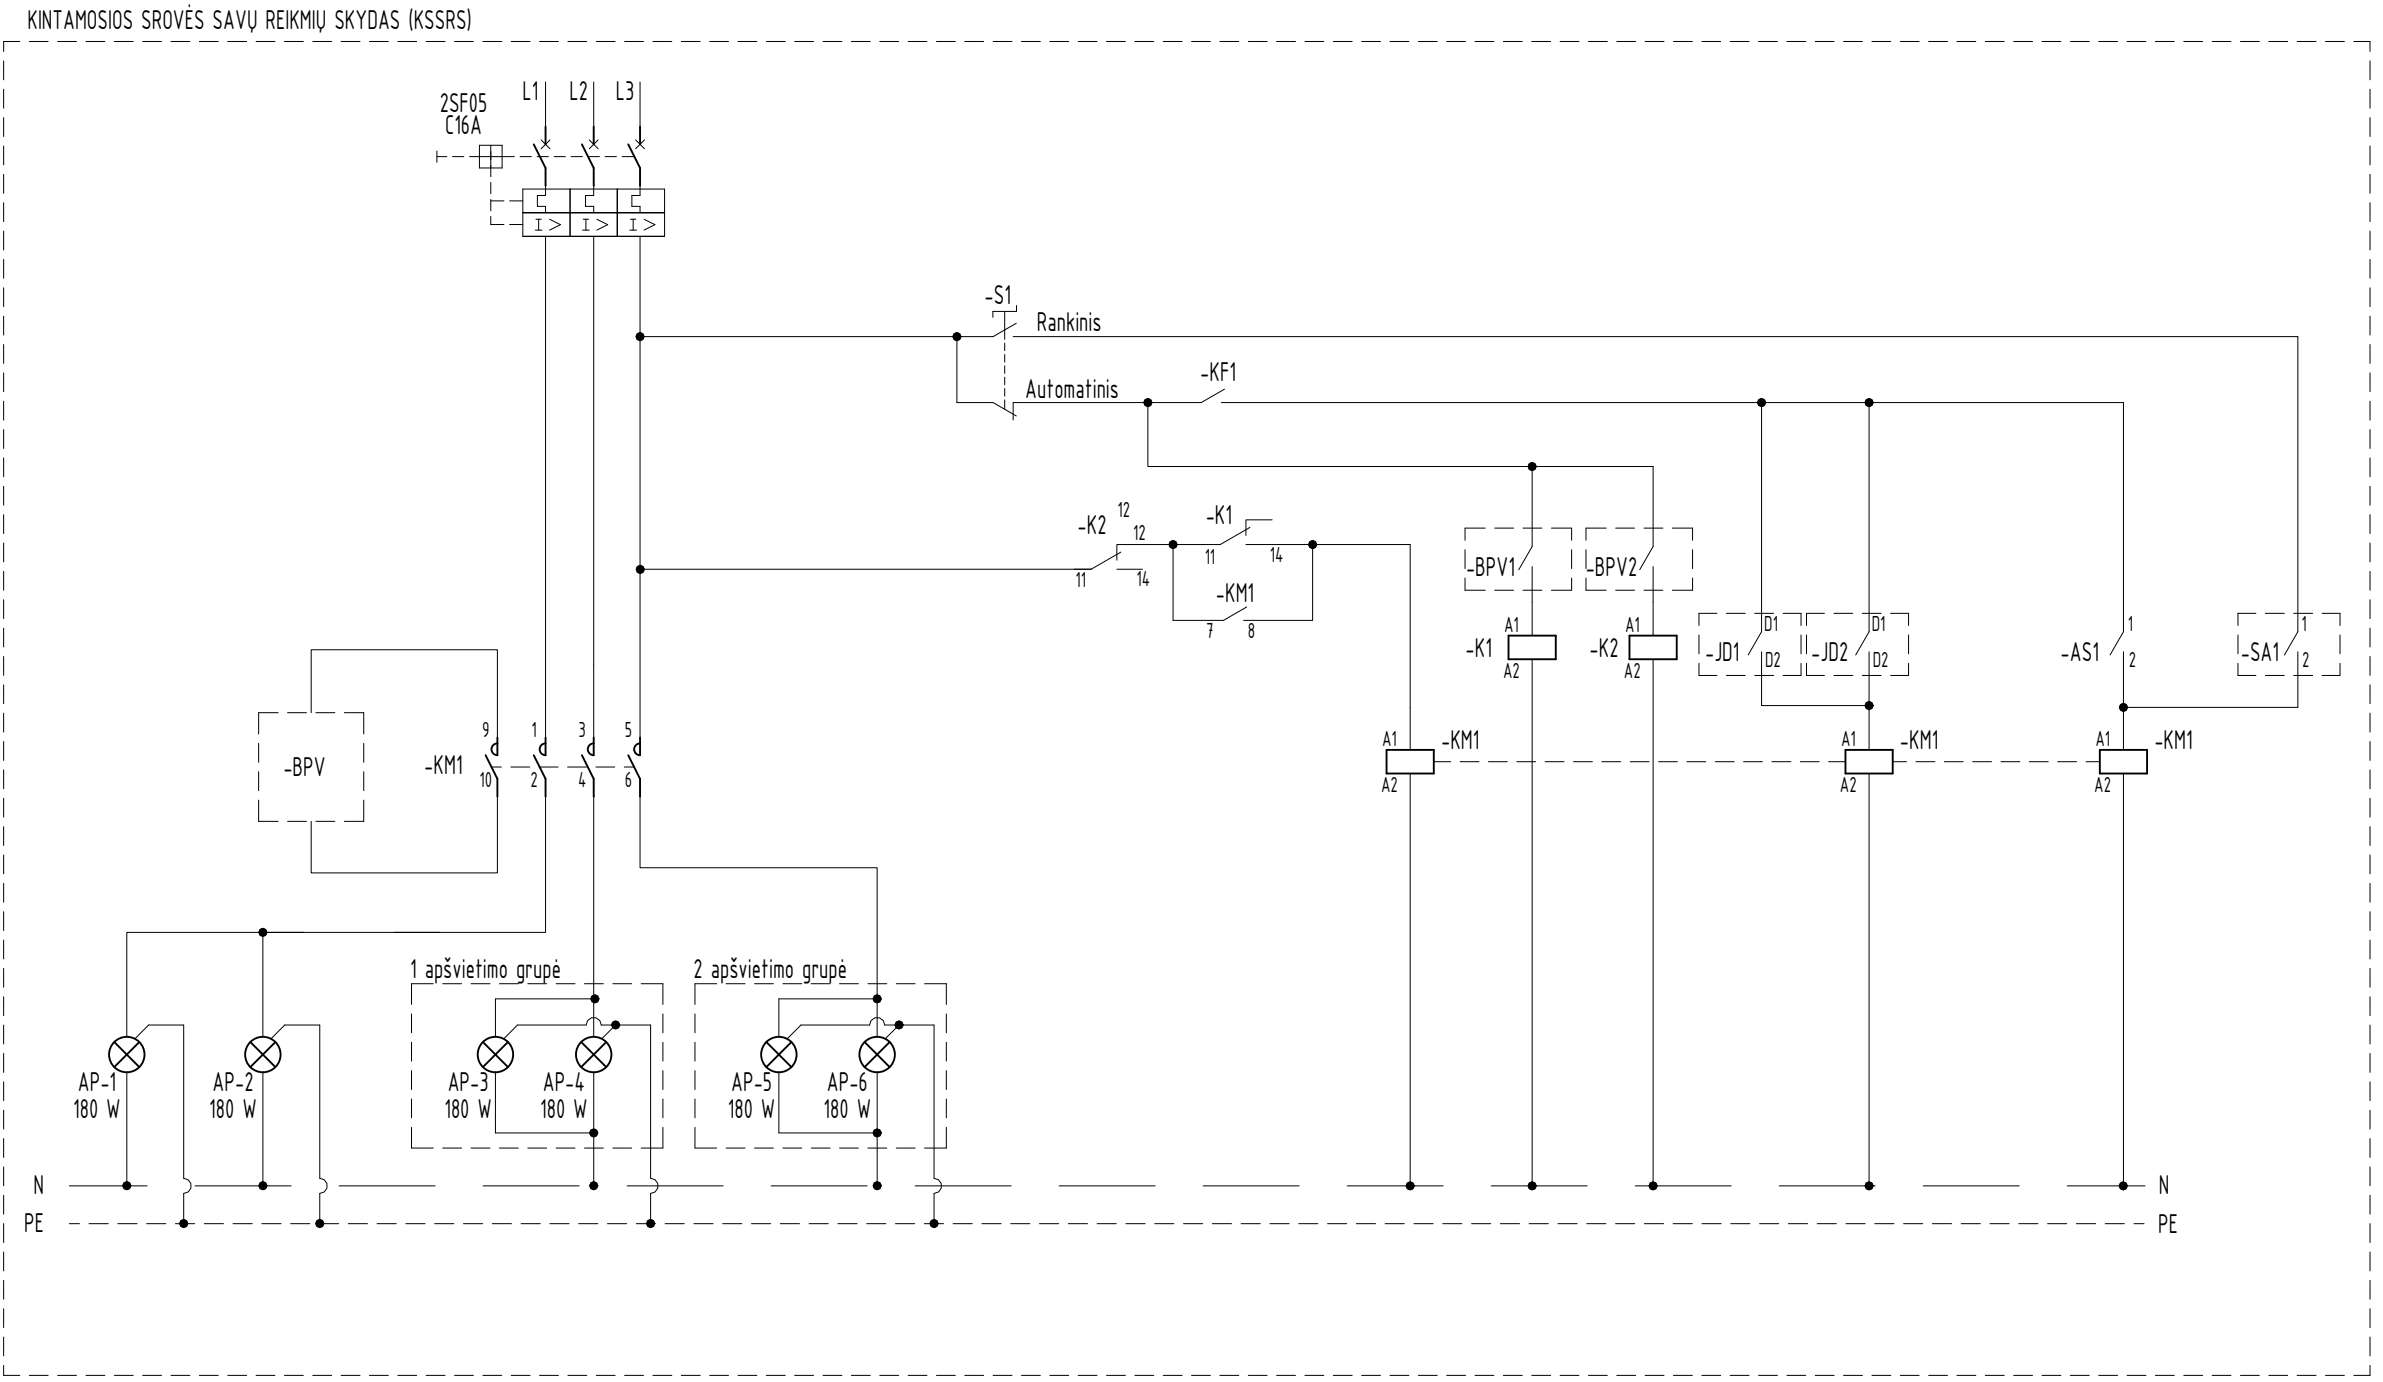 KINTAMOSIOS SROVĖS SAVŲ REIKMIŲ SKYDAS (KSSRS)
2SF05
C16A
L1
L2
L3
I >
I >
I >
-S1
Rankinis
Automatinis
-KF1
-K2
12
12
11
14
-K1
11
14
-KM1
7
8
-BPV1
-BPV2
A1
-K1
A2
A1
-K2
A2
D1
-JD1
D2
D1
-JD2
D2
1
-AS1
2
1
-SA1
2
-BPV
-KM1
9
10
1
2
3
4
5
6
A1
-KM1
A2
A1
-KM1
A2
A1
-KM1
A2
1 apšvietimo grupė
2 apšvietimo grupė
AP-1
180 W
AP-2
180 W
AP-3
180 W
AP-4
180 W
AP-5
180 W
AP-6
180 W
N
N
PE
PE